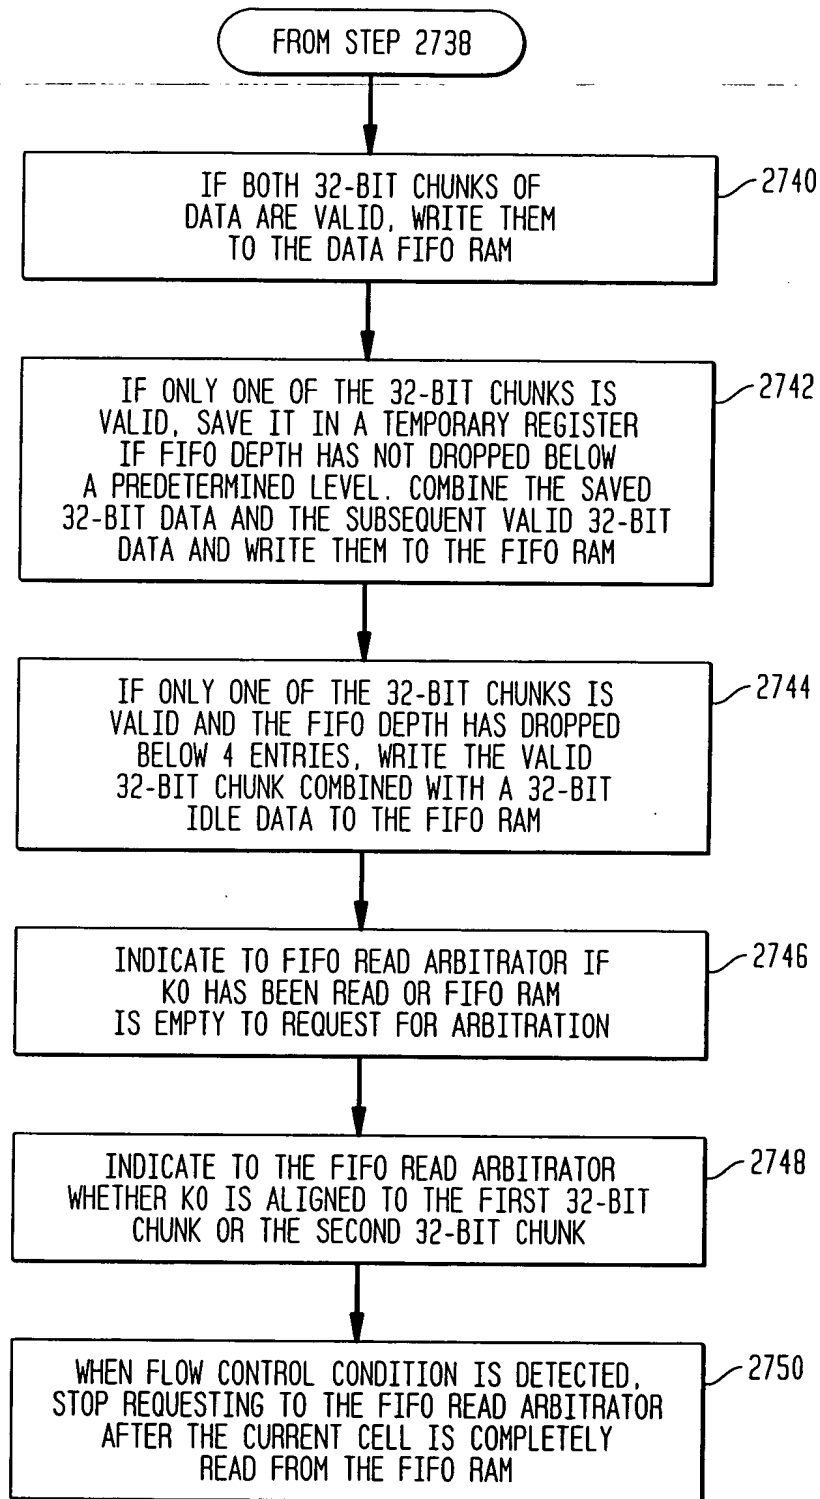 FROM STEP 2738
IF BOTH 32-BIT CHUNKS OF
DATA ARE VALID, WRITE THEM
TO THE DATA FIFO RAM
2740
IF ONLY ONE OF THE 32-BIT CHUNKS IS
VALID, SAVE IT IN A TEMPORARY REGISTER
IF FIFO DEPTH HAS NOT DROPPED BELOW
A PREDETERMINED LEVEL. COMBINE THE SAVED
32-BIT DATA AND THE SUBSEQUENT VALID 32-BIT
DATA AND WRITE THEM TO THE FIFO RAM
2742
IF ONLY ONE OF THE 32-BIT CHUNKS IS
VALID AND THE FIFO DEPTH HAS DROPPED
BELOW 4 ENTRIES, WRITE THE VALID
32-BIT CHUNK COMBINED WITH A 32-BIT
IDLE DATA TO THE FIFO RAM
2744
INDICATE TO FIFO READ ARBITRATOR IF
K0 HAS BEEN READ OR FIFO RAM
IS EMPTY TO REQUEST FOR ARBITRATION
2746
INDICATE TO THE FIFO READ ARBITRATOR
WHETHER K0 IS ALIGNED TO THE FIRST 32-BIT
CHUNK OR THE SECOND 32-BIT CHUNK
2748
WHEN FLOW CONTROL CONDITION IS DETECTED,
STOP REQUESTING TO THE FIFO READ ARBITRATOR
AFTER THE CURRENT CELL IS COMPLETELY
READ FROM THE FIFO RAM
2750